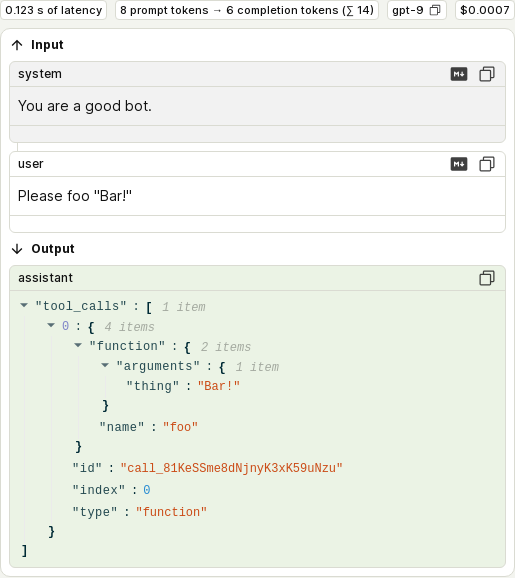 0.123 s of latency 8 prompt tokens → 6 completion tokens (∑ 14) gpt-9 $0.0007
Input
system
You are a good bot.
user
Please foo "Bar!"
Output
assistant
"tool_calls" : [ 1 item
0 : { 4 items
"function" : { 2 items
"arguments" : { 1 item
"thing" : "Bar!"
}
"name" : "foo"
}
"id" : "call_81KeSSme8dNjnyK3xK59uNzu"
"index" : 0
"type" : "function"
}
]